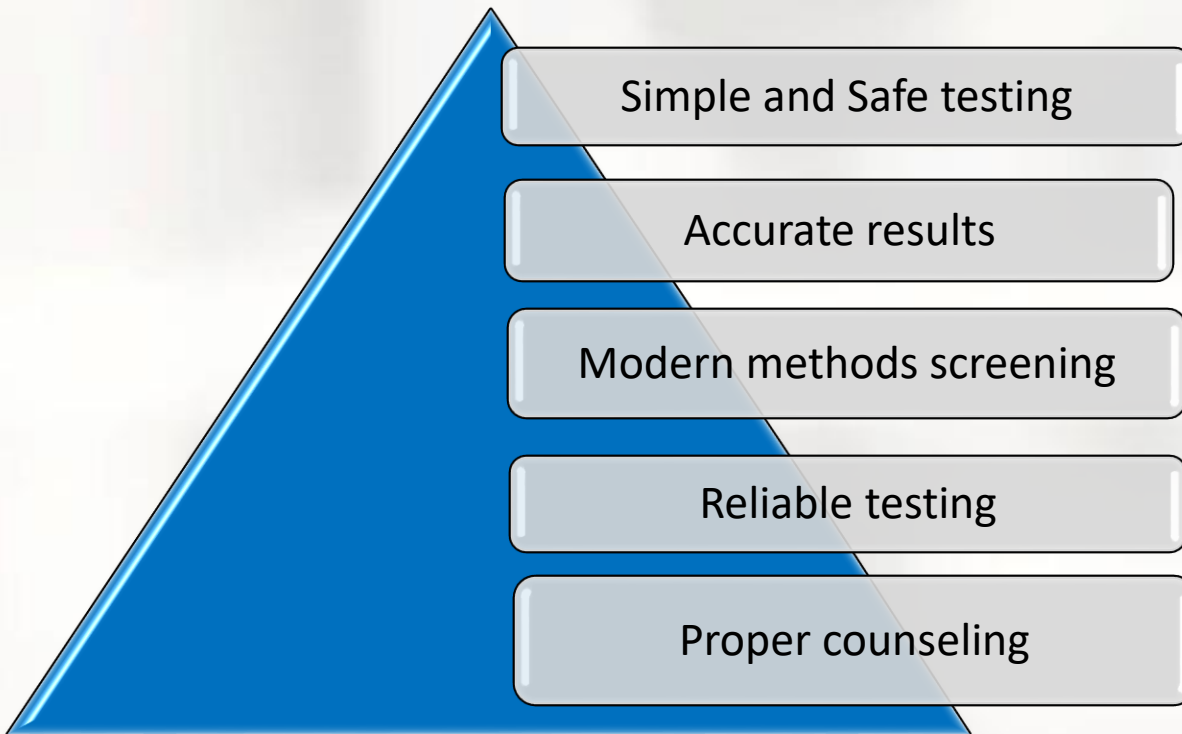 Simple and Safe testing
Accurate results
Modern methods screening
Reliable testing
Proper counseling